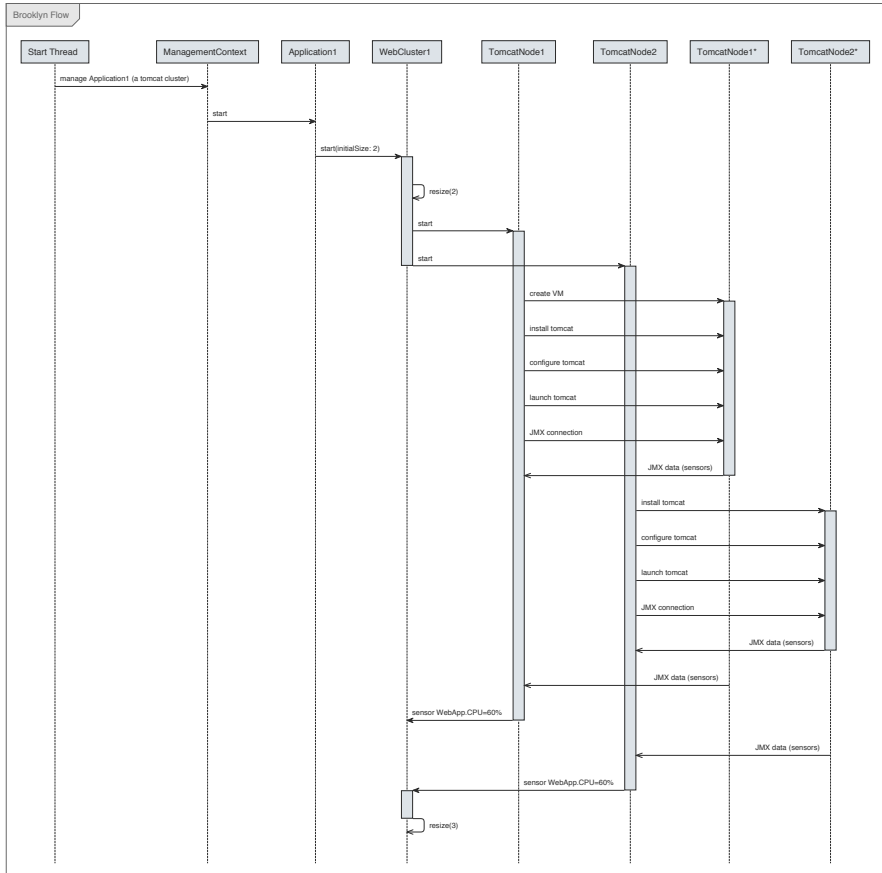 Brooklyn Flow
Start Thread
ManagementContext
Application1
WebCluster1
TomcatNode1
TomcatNode2
TomcatNode1*
TomcatNode2*
manage Application1 (a tomcat cluster)
start
start(initialSize: 2)
resize(2)
start
start
create VM
install tomcat
configure tomcat
launch tomcat
JMX connection
JMX data (sensors)
install tomcat
configure tomcat
launch tomcat
JMX connection
JMX data (sensors)
JMX data (sensors)
sensor WebApp.CPU=60%
JMX data (sensors)
sensor WebApp.CPU=60%
resize(3)